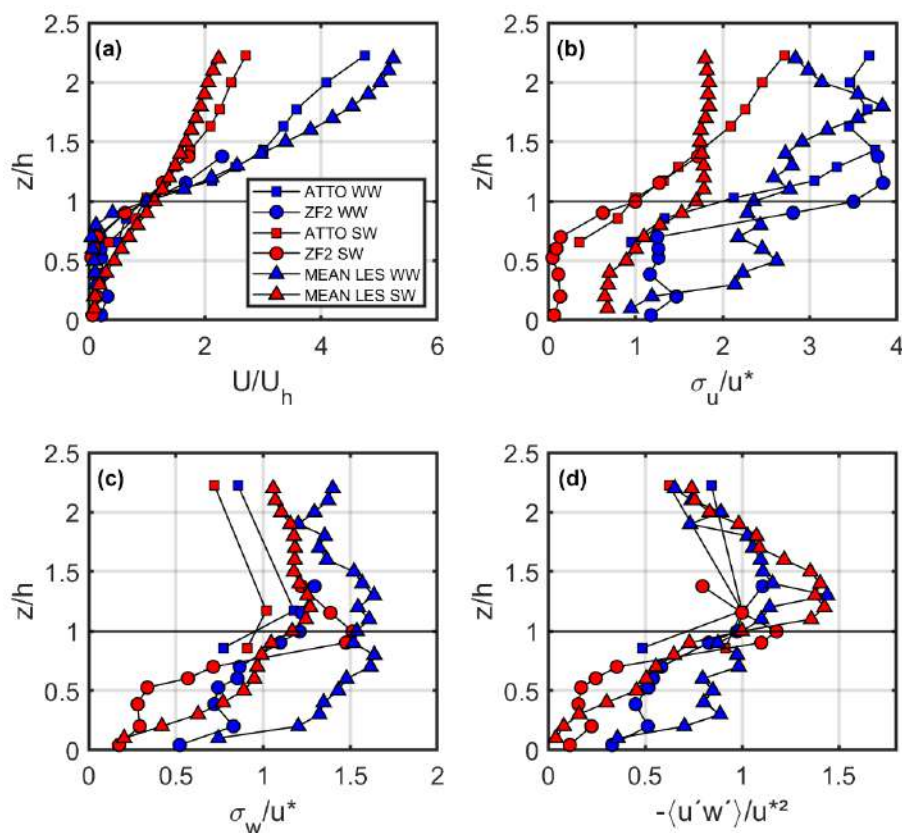 (a)
2.5
2
1.5
1
0.5
0
z/h
0 2 4 6
U/U_h
ATTO WW
ZF2 WW
ATTO SW
ZF2 SW
MEAN LES WW
MEAN LES SW
(b)
2.5
2
1.5
1
0.5
0
z/h
0 1 2 3 4
σ_u/u*
(c)
2.5
2
1.5
1
0.5
0
z/h
0 0.5 1 1.5 2
σ_w/u*
(d)
2.5
2
1.5
1
0.5
0
z/h
0.5 1 1.5
-⟨u´w´⟩/u*²